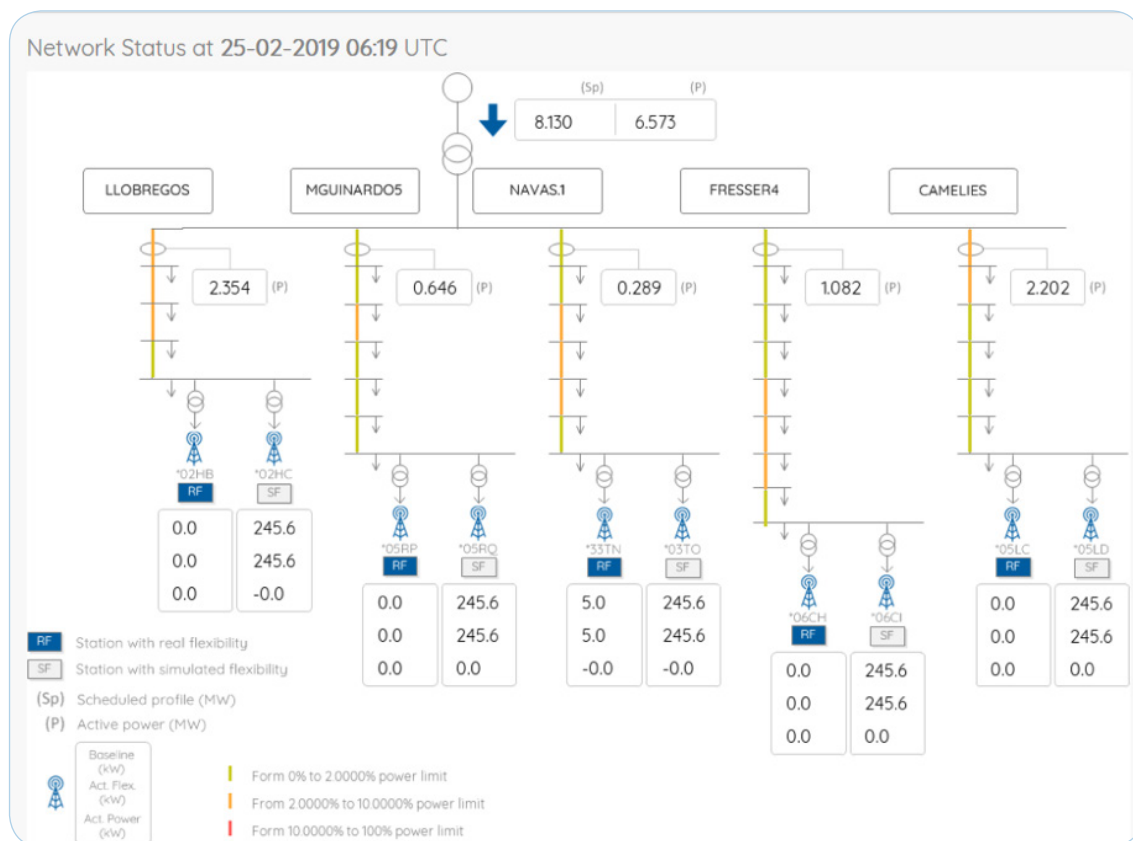 Network Status at 25-02-2019 06:19 UTC
(Sp) (P)
8.130 6.573
LLOBREGOS MGUINARDO5 NAVAS.1 FRESSER4 CAMELIES
2.354 (P) 0.646 (P) 0.289 (P) 1.082 (P) 2.202 (P)
*02HB *02HC
RF SF
0.0 245.6
0.0 245.6
0.0 -0.0
*05RP *05RQ
RF SF
0.0 245.6
0.0 245.6
0.0 0.0
*33TN *03TO
RF SF
5.0 245.6
5.0 245.6
-0.0 -0.0
*06CH *06CI
RF SF
0.0 245.6
0.0 245.6
0.0 0.0
*05LC *05LD
RF SF
0.0 245.6
0.0 245.6
0.0 0.0
RF Station with real flexibility
SF Station with simulated flexibility
(Sp) Scheduled profile (MW)
(P) Active power (MW)
Baseline
(kW)
Act. Flex.
(kW)
Act. Power
(kW)
Form 0% to 2.0000% power limit
From 2.0000% to 10.0000% power limit
Form 10.0000% to 100% power limit